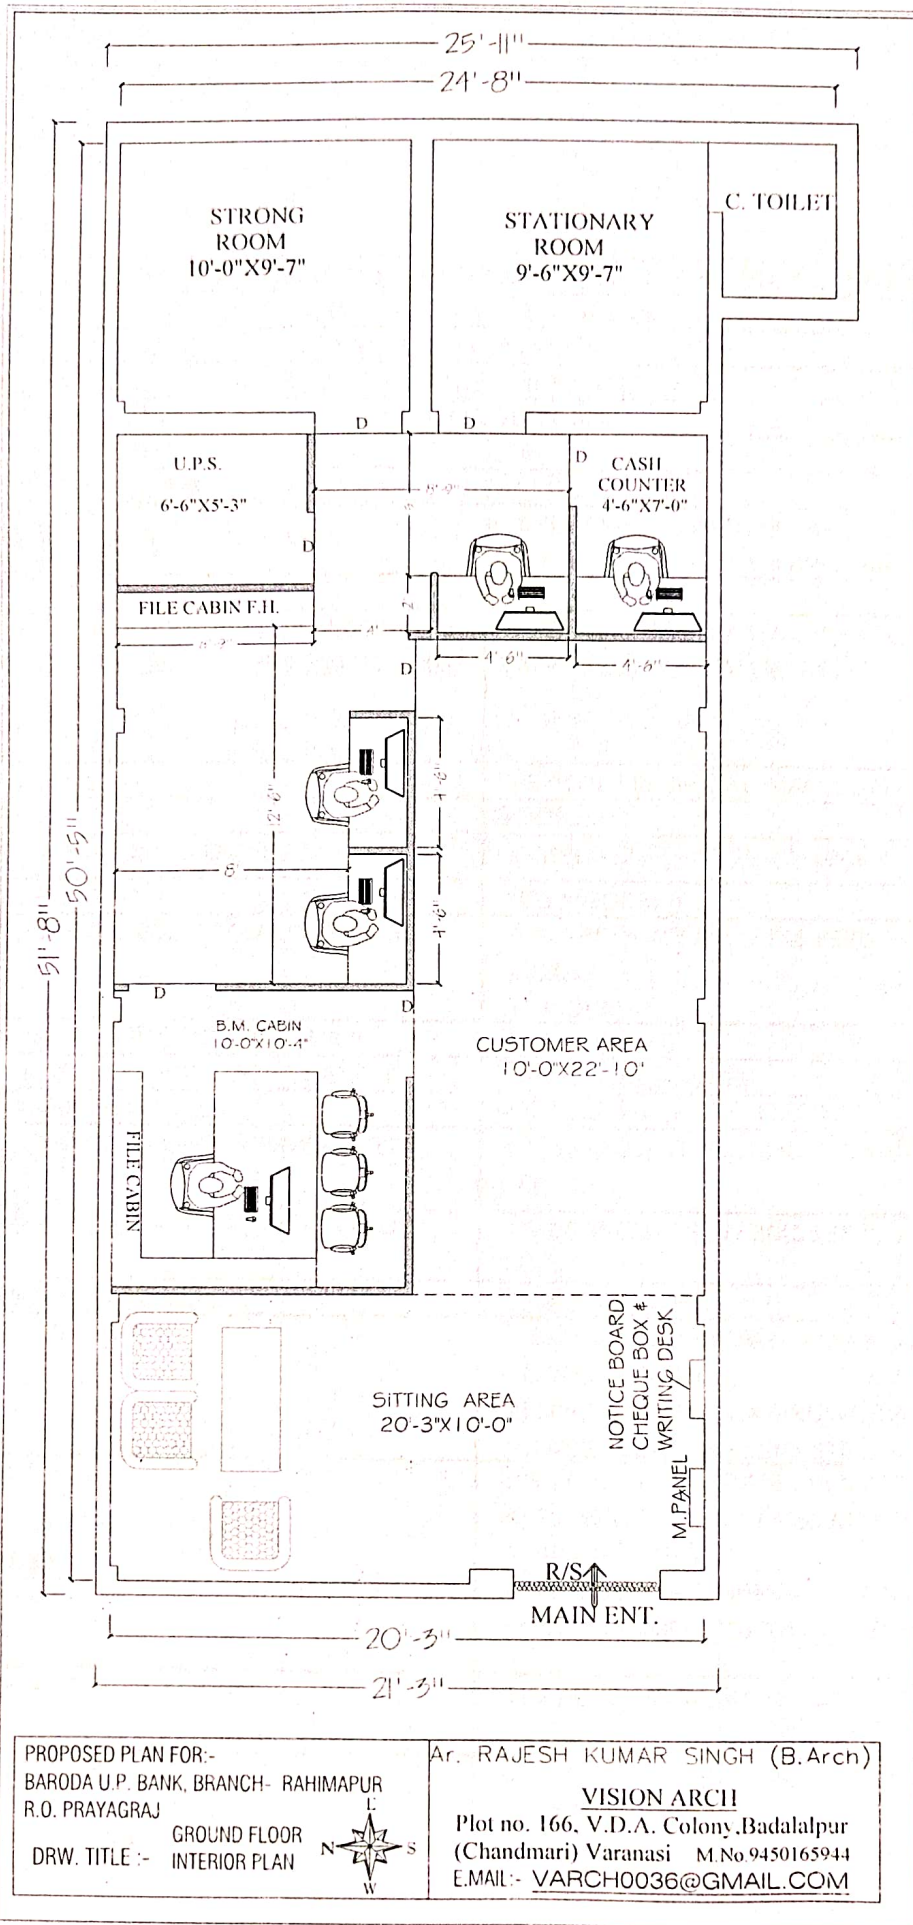 25'-11"
24'-8"
51'-8"
50'-5"
STRONG
ROOM
10'-0"X9'-7"
STATIONARY
ROOM
9'-6"X9'-7"
C. TOILET
D
D
U.P.S.
6'-6"X5'-3"
D
8'-9"
D
CASH
COUNTER
4'-6"X7'-0"
FILE CABIN F.H.
2'
4'
4'-6"
4'-6"
D
12'-6"
8'
4'-6"
4'-6"
D
D
B.M. CABIN
10'-0"X10'-4"
CUSTOMER AREA
10'-0"X22'-10'
FILE CABIN
SITTING AREA
20'-3"X10'-0"
NOTICE BOARD
CHEQUE BOX &
WRITING DESK
M.PANEL
R/S
MAIN ENT.
20'-3"
21'-3"
PROPOSED PLAN FOR:-
BARODA U.P. BANK, BRANCH- RAHIMAPUR
R.O. PRAYAGRAJ
DRW. TITLE :-
GROUND FLOOR
INTERIOR PLAN
E
N
S
W
Ar. RAJESH KUMAR SINGH (B.Arch)
VISION ARCH
Plot no. 166, V.D.A. Colony,Badalalpur
(Chandmari) Varanasi M.No.9450165944
E.MAIL:- VARCH0036@GMAIL.COM